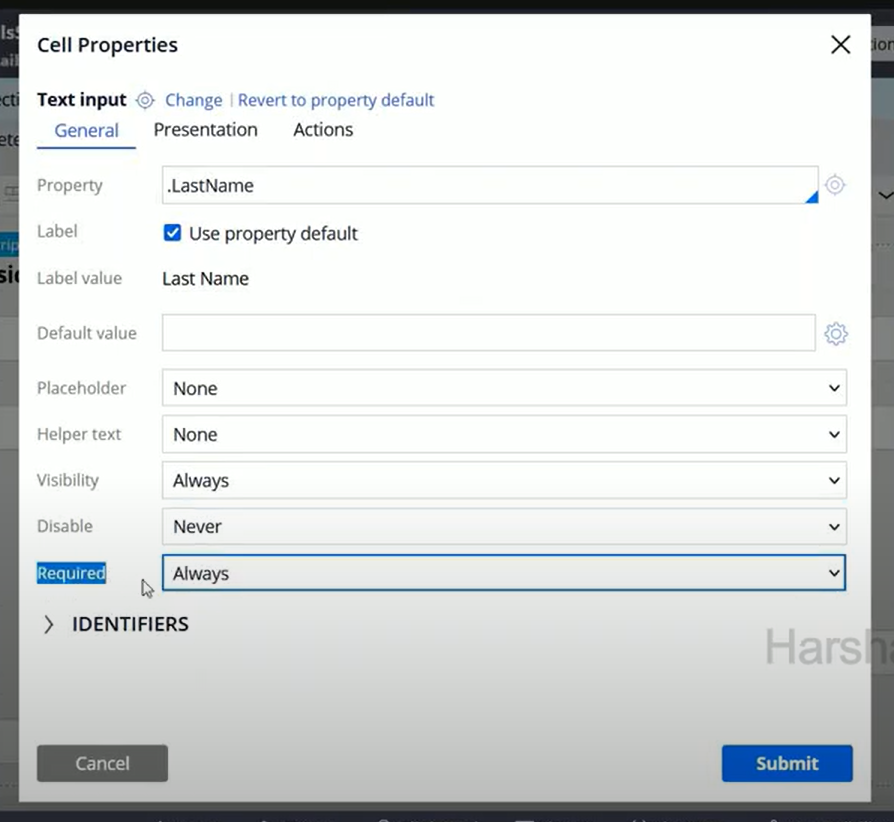 Cell Properties
Text input Change | Revert to property default
General Presentation Actions
Property .LastName
Label Use property default
Label value Last Name
Default value
Placeholder None
Helper text None
Visibility Always
Disable Never
Required Always
IDENTIFIERS
Harsha
Cancel Submit